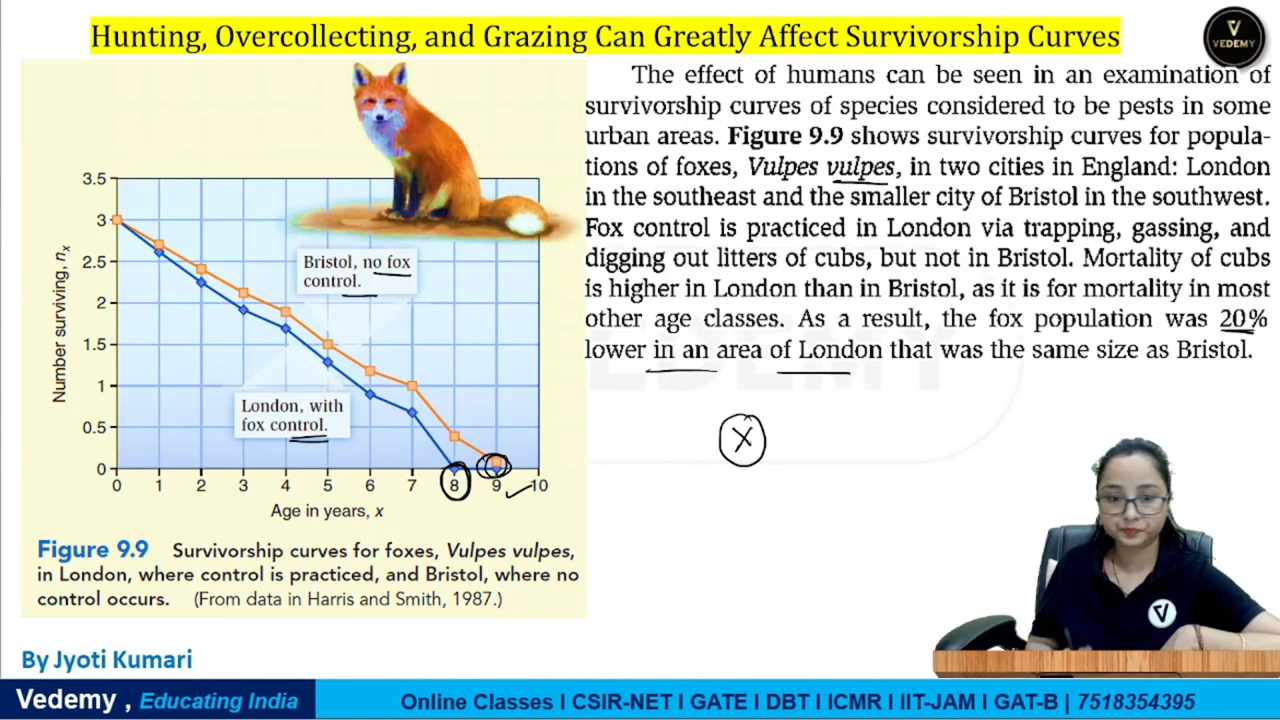 Hunting, Overcollecting, and Grazing Can Greatly Affect Survivorship Curves
V
VEDEMY
The effect of humans can be seen in an examination of
survivorship curves of species considered to be pests in some
urban areas. Figure 9.9 shows survivorship curves for popula-
tions of foxes, Vulpes vulpes, in two cities in England: London
in the southeast and the smaller city of Bristol in the southwest.
Fox control is practiced in London via trapping, gassing, and
digging out litters of cubs, but not in Bristol. Mortality of cubs
is higher in London than in Bristol, as it is for mortality in most
other age classes. As a result, the fox population was 20%
lower in an area of London that was the same size as Bristol.
X
3.5
3
2.5
2
1.5
1
0.5
0
Number surviving, nx
Bristol, no fox
control.
London, with
fox control.
0 1 2 3 4 5 6 7 8 9 10
Age in years, x
Figure 9.9 Survivorship curves for foxes, Vulpes vulpes,
in London, where control is practiced, and Bristol, where no
control occurs. (From data in Harris and Smith, 1987.)
VEDEMY
V
By Jyoti Kumari
Vedemy , Educating India
Online Classes I CSIR-NET I GATE I DBT I ICMR I IIT-JAM I GAT-B | 7518354395